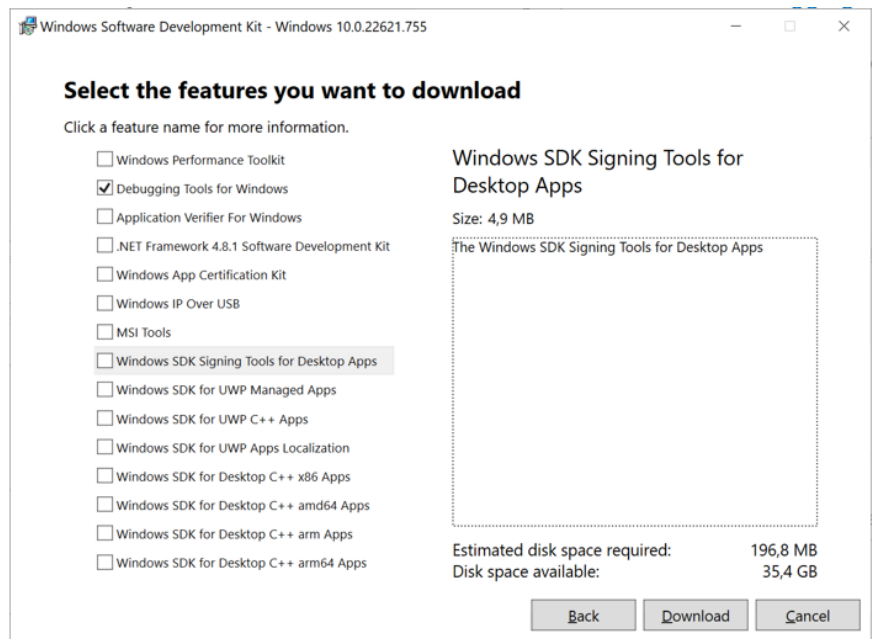 Windows Software Development Kit - Windows 10.0.22621.755
Select the features you want to download
Click a feature name for more information.
Windows Performance Toolkit
Debugging Tools for Windows
Application Verifier For Windows
.NET Framework 4.8.1 Software Development Kit
Windows App Certification Kit
Windows IP Over USB
MSI Tools
Windows SDK Signing Tools for Desktop Apps
Windows SDK for UWP Managed Apps
Windows SDK for UWP C++ Apps
Windows SDK for UWP Apps Localization
Windows SDK for Desktop C++ x86 Apps
Windows SDK for Desktop C++ amd64 Apps
Windows SDK for Desktop C++ arm Apps
Windows SDK for Desktop C++ arm64 Apps
Windows SDK Signing Tools for
Desktop Apps
Size: 4,9 MB
The Windows SDK Signing Tools for Desktop Apps
Estimated disk space required: 196,8 MB
Disk space available: 35,4 GB
Back Download Cancel